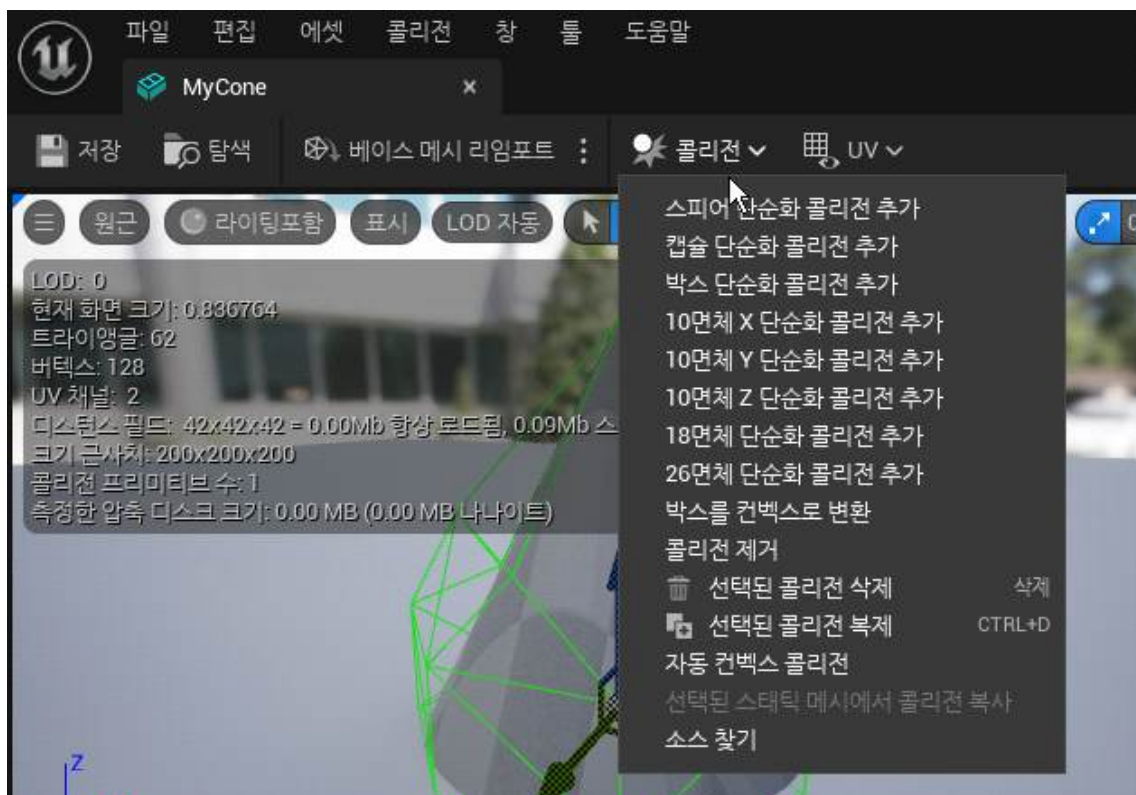 파일 편집 에셋 콜리전 창 툴 도움말
MyCone
저장 탐색 베이스 메시 리임포트 콜리전 UV
원근 라이팅포함 표시 LOD 자동
LOD: 0
현재 화면 크기: 0.836764
트라이앵글: 62
버텍스: 128
UV 채널: 2
디스턴스 필드: 42x42x42 = 0.00Mb 항상 로드됨, 0.09Mb 스
크기 근사치: 200x200x200
콜리전 프리미티브 수: 1
측정한 압축 디스크 크기: 0.00 MB (0.00 MB 나나이트)
스피어 단순화 콜리전 추가
캡슐 단순화 콜리전 추가
박스 단순화 콜리전 추가
10면체 X 단순화 콜리전 추가
10면체 Y 단순화 콜리전 추가
10면체 Z 단순화 콜리전 추가
18면체 단순화 콜리전 추가
26면체 단순화 콜리전 추가
박스를 컨벡스로 변환
콜리전 제거
선택된 콜리전 삭제 삭제
선택된 콜리전 복제 CTRL+D
자동 컨벡스 콜리전
선택된 스태틱 메시에서 콜리전 복사
소스 찾기
Z